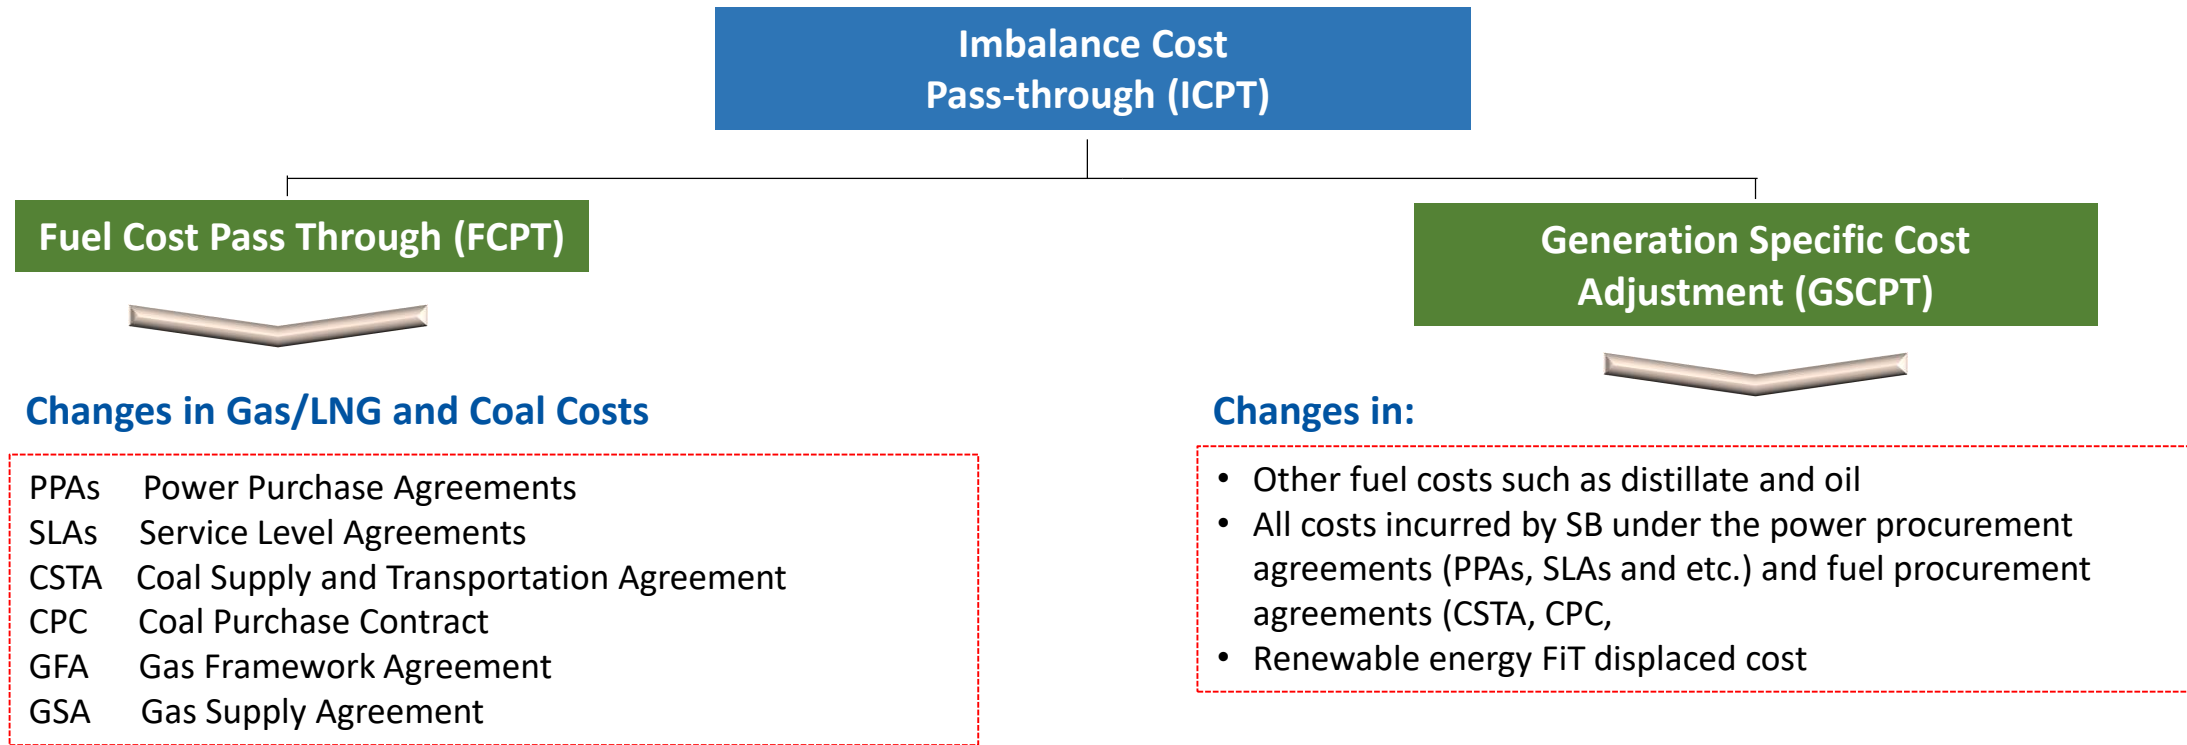 Imbalance Cost
Pass-through (ICPT)
Fuel Cost Pass Through (FCPT)
Generation Specific Cost
Adjustment (GSCPT)
Changes in Gas/LNG and Coal Costs
PPAs Power Purchase Agreements
SLAs Service Level Agreements
CSTA Coal Supply and Transportation Agreement
CPC Coal Purchase Contract
GFA Gas Framework Agreement
GSA Gas Supply Agreement
Changes in:
• Other fuel costs such as distillate and oil
• All costs incurred by SB under the power procurement
agreements (PPAs, SLAs and etc.) and fuel procurement
agreements (CSTA, CPC,
• Renewable energy FiT displaced cost